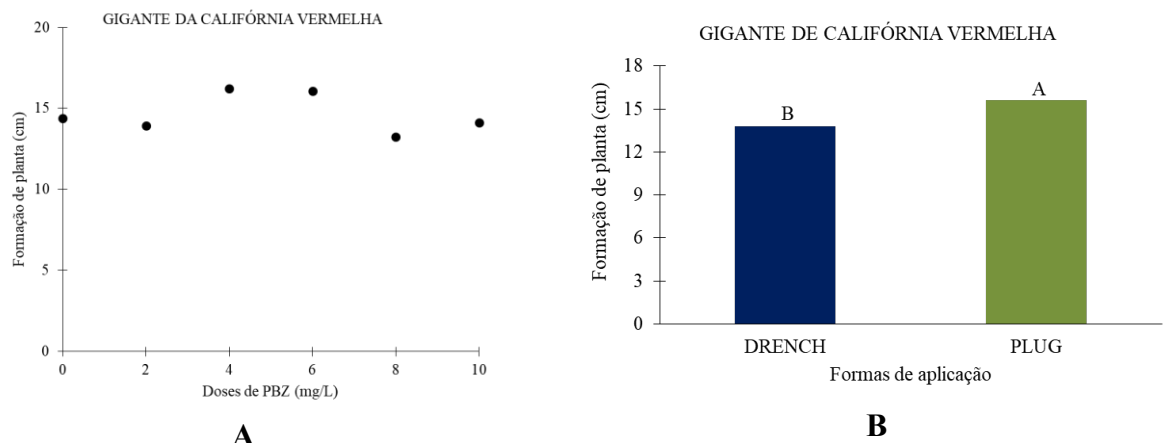 GIGANTE DA CALIFÓRNIA VERMELHA
20
15
10
5
0
Formação de planta (cm)
0 2 4 6 8 10
Doses de PBZ (mg/L)
A
GIGANTE DE CALIFÓRNIA VERMELHA
18
15
12
9
6
3
0
Formação de planta (cm)
B
A
DRENCH PLUG
Formas de aplicação
B